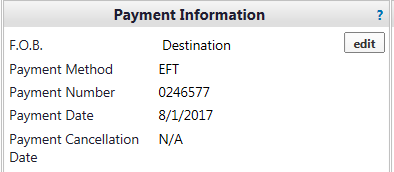 Payment Information ?
F.O.B. Destination edit
Payment Method EFT
Payment Number 0246577
Payment Date 8/1/2017
Payment Cancellation N/A
Date